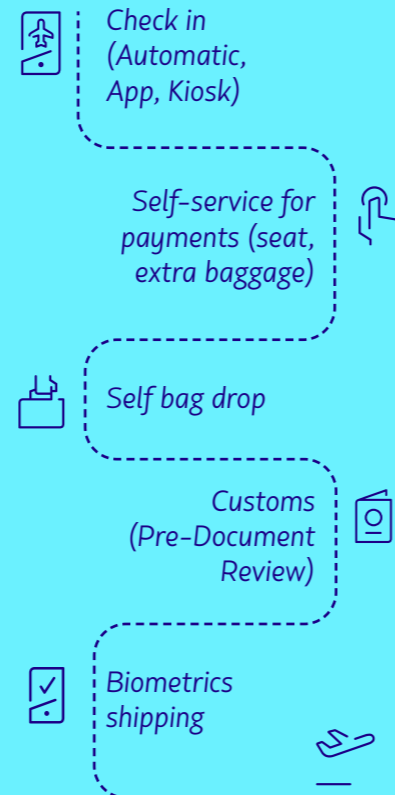 Check in
(Automatic,
App, Kiosk)
Self-service for
payments (seat,
extra baggage)
Self bag drop
Customs
(Pre-Document
Review)
Biometrics
shipping